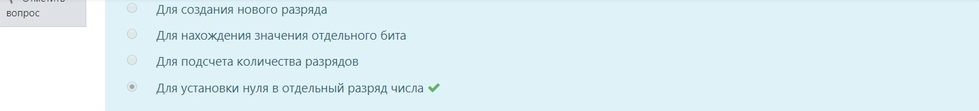 вопрос
Для создания нового разряда
Для нахождения значения отдельного бита
Для подсчета количества разрядов
Для установки нуля в отдельный разряд числа